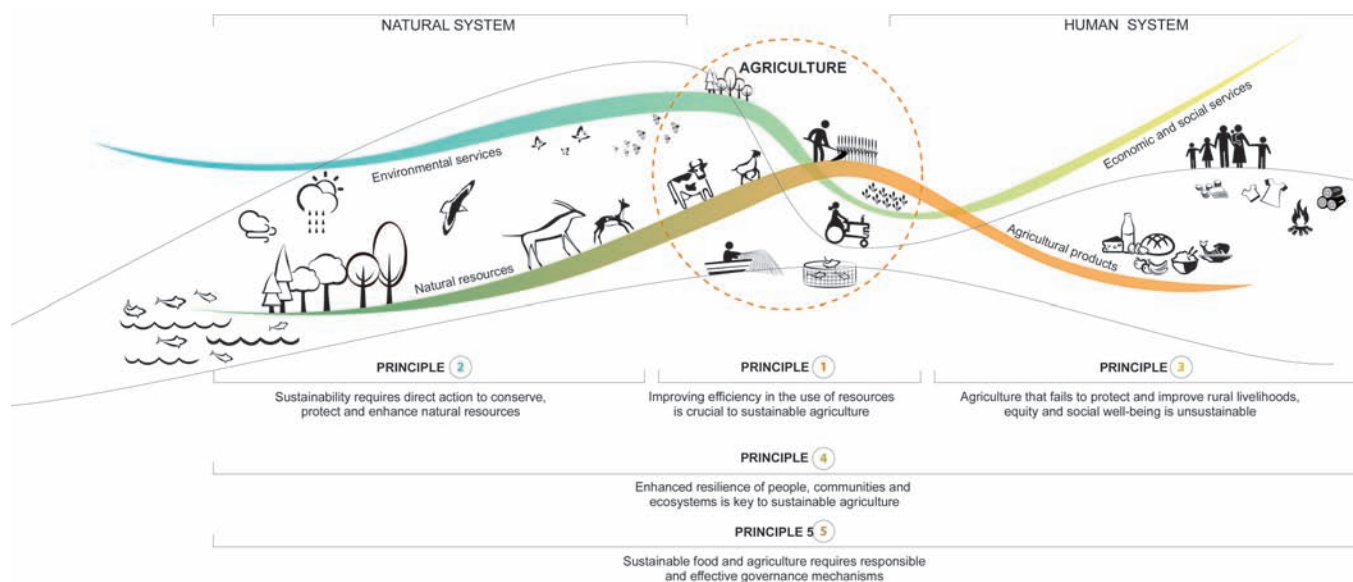 NATURAL SYSTEM
HUMAN SYSTEM
AGRICULTURE
Environmental services
Natural resources
Economic and social services
Agricultural products
PRINCIPLE 2
Sustainability requires direct action to conserve,
protect and enhance natural resources
PRINCIPLE 1
Improving efficiency in the use of resources
is crucial to sustainable agriculture
PRINCIPLE 3
Agriculture that fails to protect and improve rural livelihoods,
equity and social well-being is unsustainable
PRINCIPLE 4
Enhanced resilience of people, communities and
ecosystems is key to sustainable agriculture
PRINCIPLE 5 5
Sustainable food and agriculture requires responsible
and effective governance mechanisms